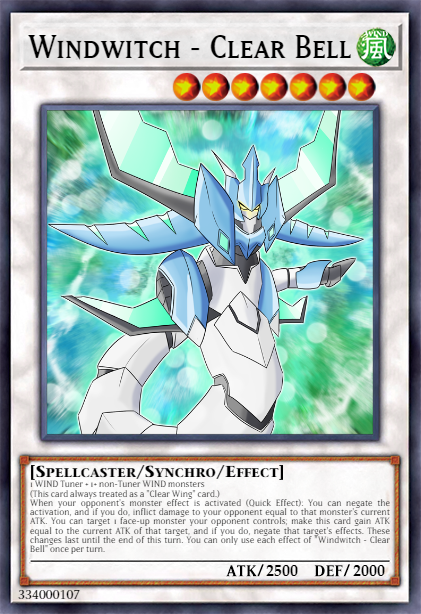 Windwitch - Clear Bell
WIND
風
[Spellcaster/Synchro/Effect]
1 WIND Tuner + 1+ non-Tuner WIND monsters
(This card always treated as a "Clear Wing" card.)
When your opponent's monster effect is activated (Quick Effect): You can negate the
activation, and if you do, inflict damage to your opponent equal to that monster's current
ATK. You can target 1 face-up monster your opponent controls; make this card gain ATK
equal to the current ATK of that target, and if you do, negate that target's effects. These
changes last until the end of this turn. You can only use each effect of "Windwitch - Clear
Bell" once per turn.
ATK/2500 DEF/2000
334000107